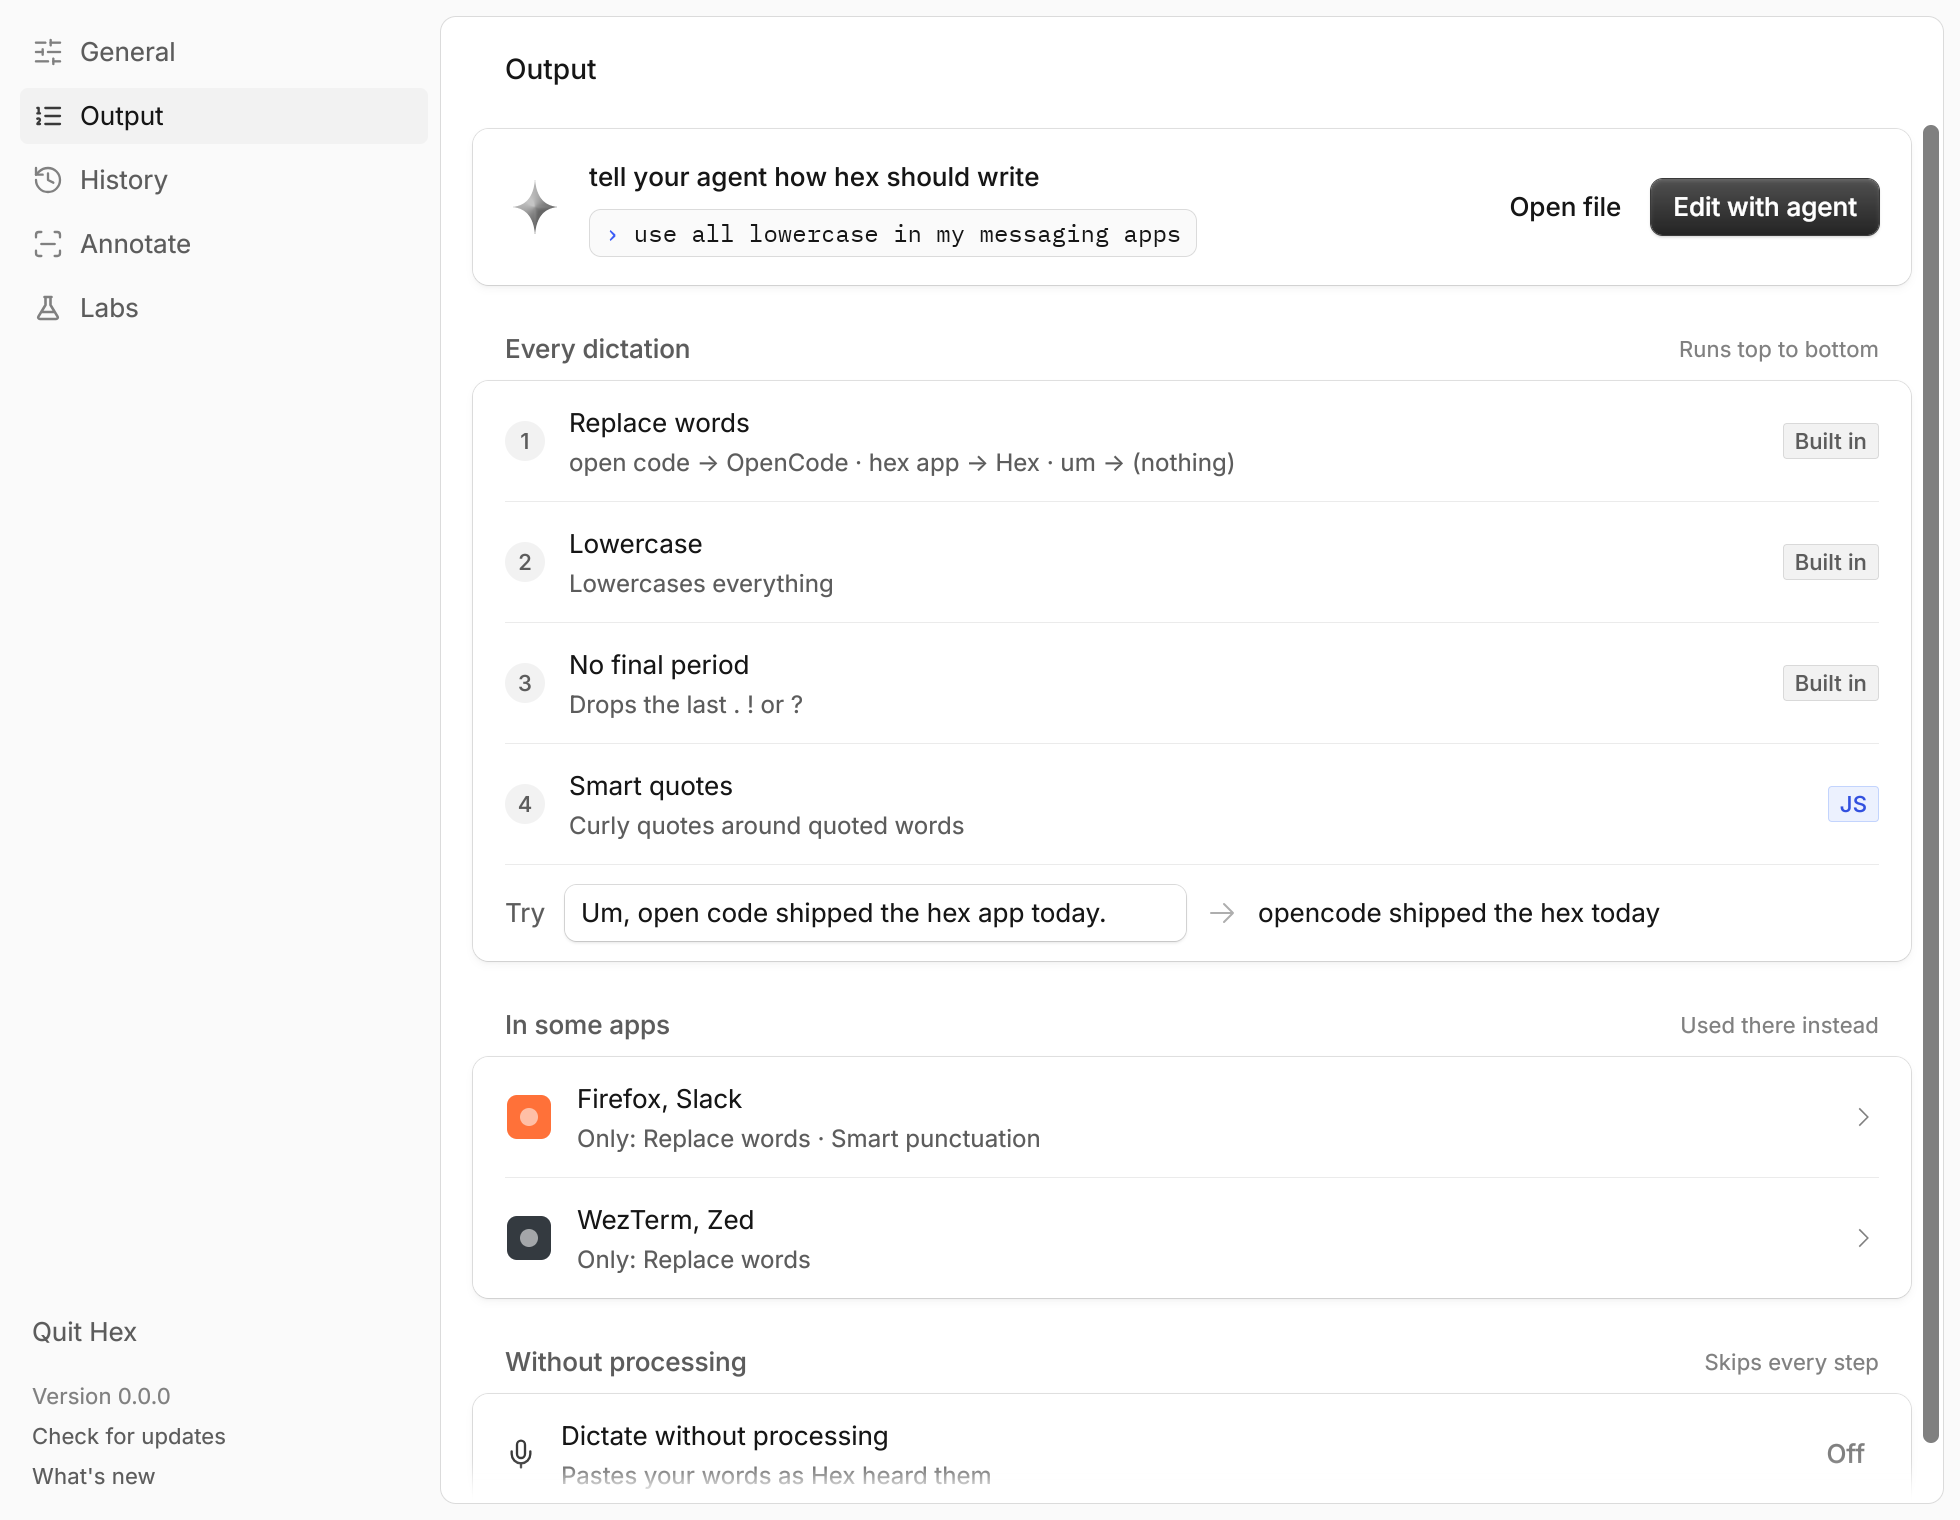 General
Output
History
Annotate
Labs
Quit Hex
Version 0.0.0
Check for updates
What's new
Output
tell your agent how hex should write
› use all lowercase in my messaging apps
Open file
Edit with agent
Every dictation
Runs top to bottom
1
Replace words
open code → OpenCode · hex app → Hex · um → (nothing)
Built in
2
Lowercase
Lowercases everything
Built in
3
No final period
Drops the last . ! or ?
Built in
4
Smart quotes
Curly quotes around quoted words
JS
Try
Um, open code shipped the hex app today.
→ opencode shipped the hex today
In some apps
Used there instead
Firefox, Slack
Only: Replace words · Smart punctuation
WezTerm, Zed
Only: Replace words
Without processing
Skips every step
Dictate without processing
Pastes your words as Hex heard them
Off